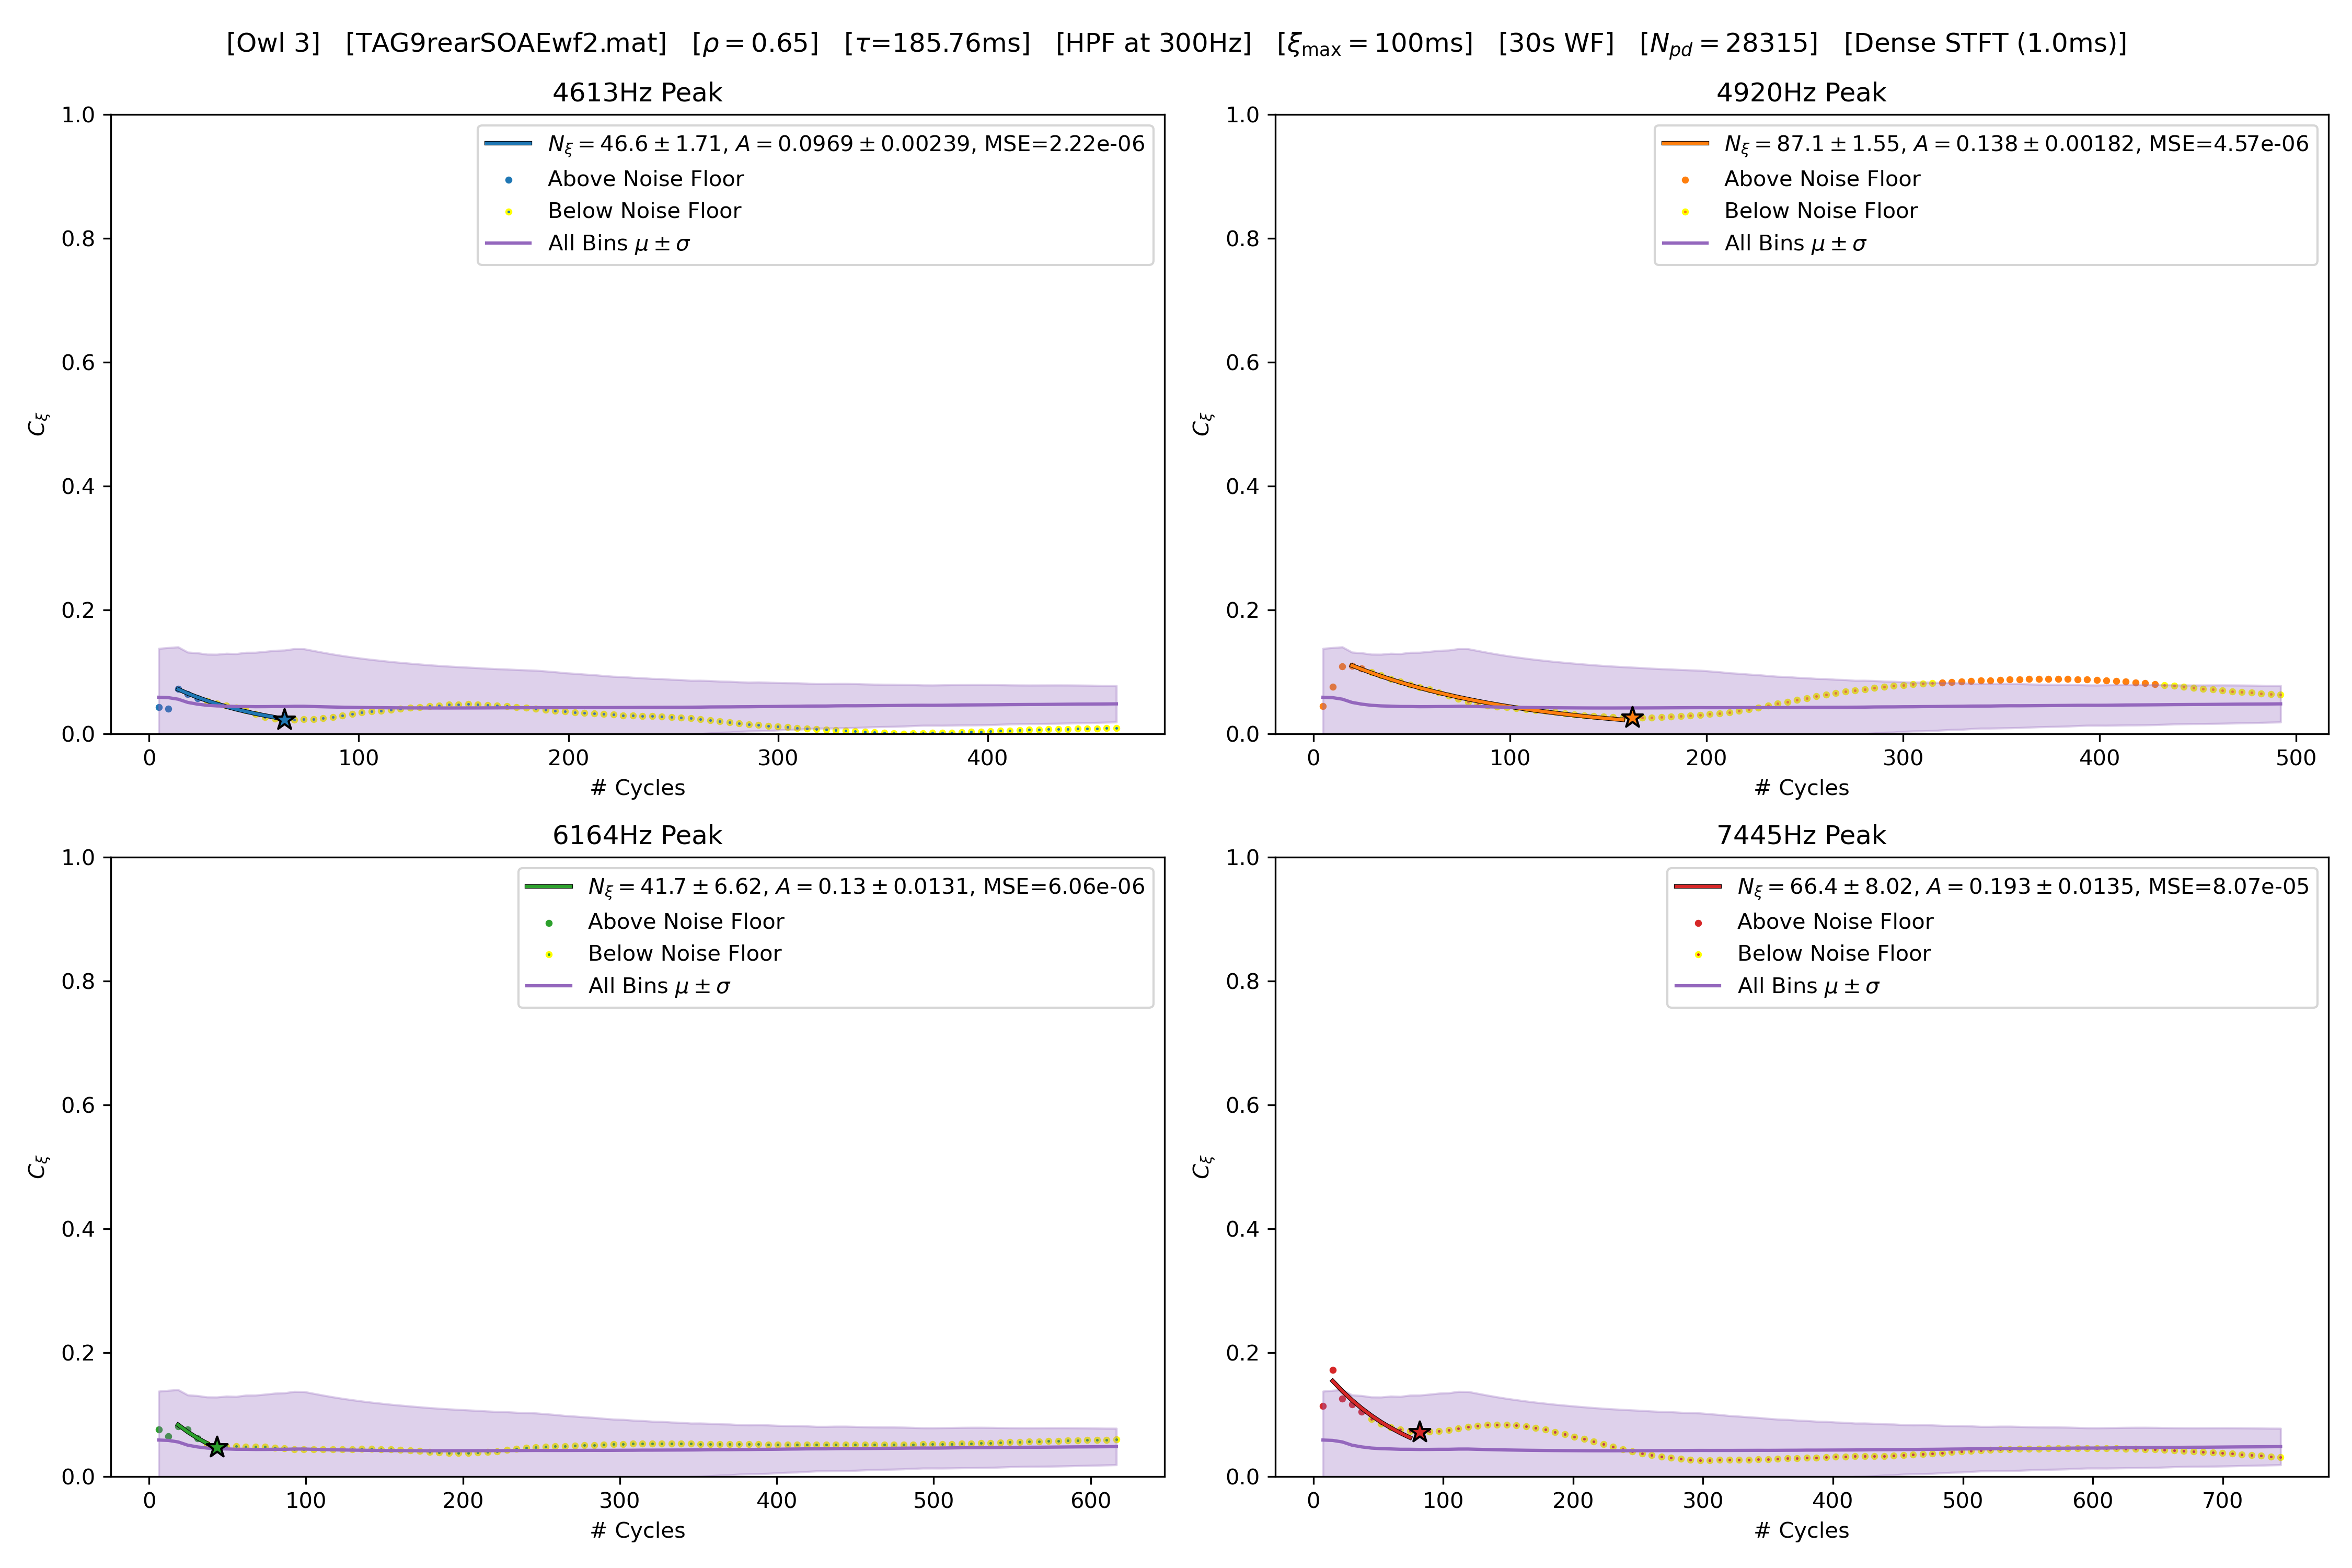 [Owl 3]   [TAG9rearSOAEwf2.mat]   [ρ = 0.65]   [τ=185.76ms]   [HPF at 300Hz]   [ξmax = 100ms]   [30s WF]   [Npd = 28315]   [Dense STFT (1.0ms)]
4613Hz Peak
Nξ = 46.6 ± 1.71, A = 0.0969 ± 0.00239, MSE=2.22e-06
Above Noise Floor
Below Noise Floor
All Bins μ ± σ
1.0
0.8
0.6
0.4
0.2
0.0
Cξ
0 100 200 300 400
# Cycles
4920Hz Peak
Nξ = 87.1 ± 1.55, A = 0.138 ± 0.00182, MSE=4.57e-06
Above Noise Floor
Below Noise Floor
All Bins μ ± σ
1.0
0.8
0.6
0.4
0.2
0.0
Cξ
0 100 200 300 400 500
# Cycles
6164Hz Peak
Nξ = 41.7 ± 6.62, A = 0.13 ± 0.0131, MSE=6.06e-06
Above Noise Floor
Below Noise Floor
All Bins μ ± σ
1.0
0.8
0.6
0.4
0.2
0.0
Cξ
0 100 200 300 400 500 600
# Cycles
7445Hz Peak
Nξ = 66.4 ± 8.02, A = 0.193 ± 0.0135, MSE=8.07e-05
Above Noise Floor
Below Noise Floor
All Bins μ ± σ
1.0
0.8
0.6
0.4
0.2
0.0
Cξ
0 100 200 300 400 500 600 700
# Cycles